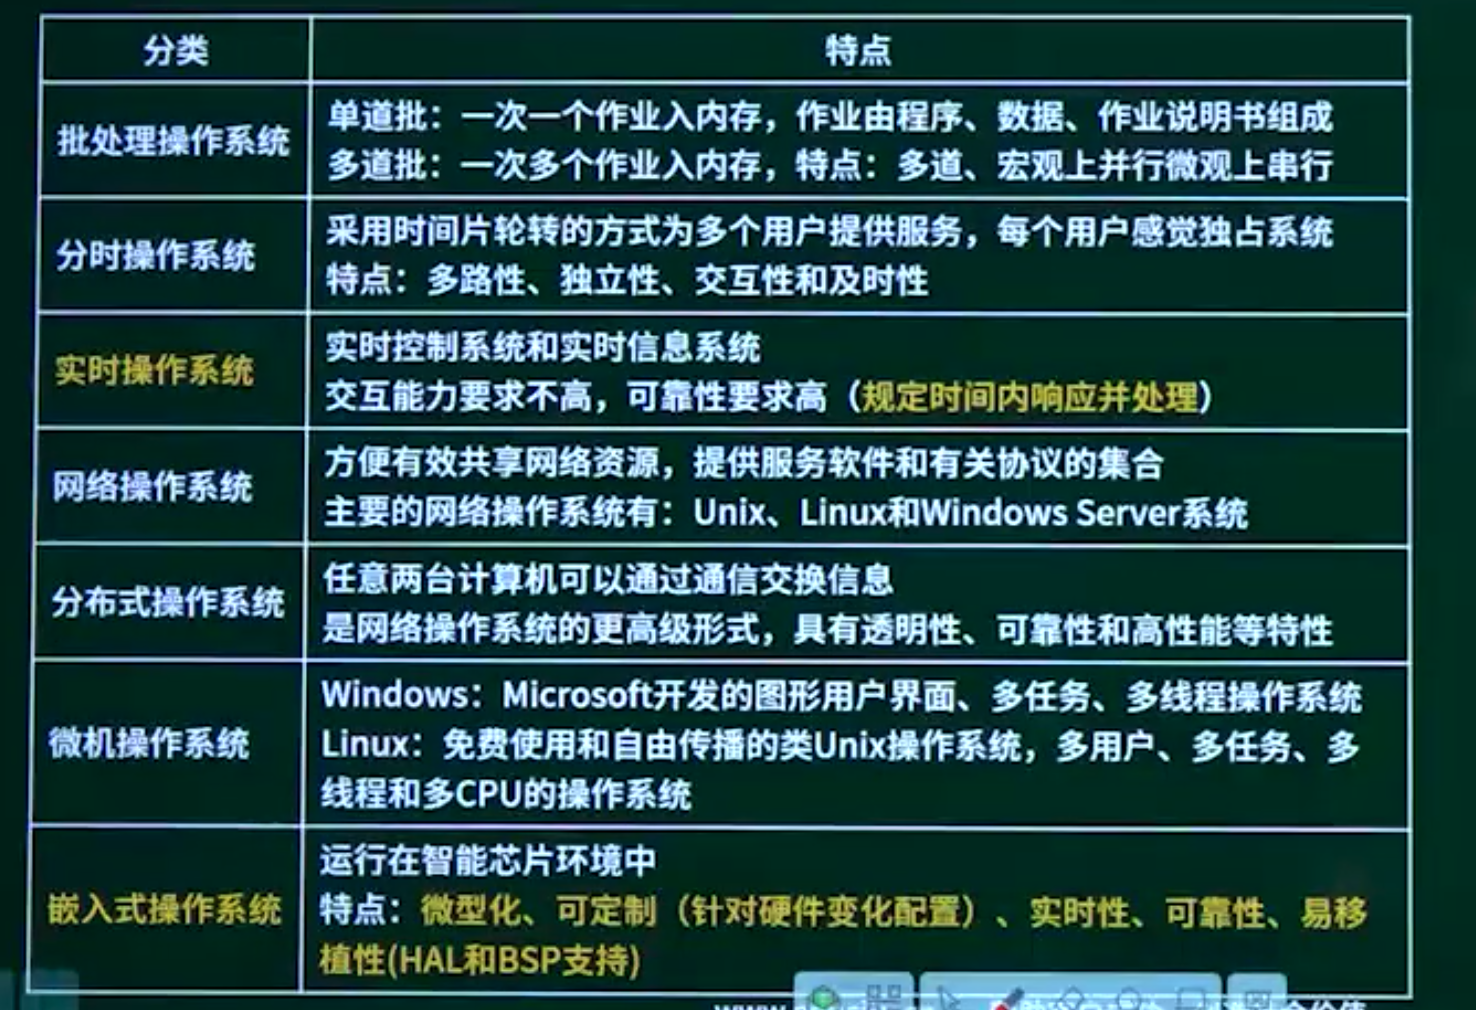 分类
特点
批处理操作系统
单道批：一次一个作业入内存，作业由程序、数据、作业说明书组成
多道批：一次多个作业入内存，特点：多道、宏观上并行微观上串行
分时操作系统
采用时间片轮转的方式为多个用户提供服务，每个用户感觉独占系统
特点：多路性、独立性、交互性和及时性
实时操作系统
实时控制系统和实时信息系统
交互能力要求不高，可靠性要求高（规定时间内响应并处理）
网络操作系统
方便有效共享网络资源，提供服务软件和有关协议的集合
主要的网络操作系统有：Unix、Linux和Windows Server系统
分布式操作系统
任意两台计算机可以通过通信交换信息
是网络操作系统的更高级形式，具有透明性、可靠性和高性能等特性
微机操作系统
Windows：Microsoft开发的图形用户界面、多任务、多线程操作系统
Linux：免费使用和自由传播的类Unix操作系统，多用户、多任务、多
线程和多CPU的操作系统
嵌入式操作系统
运行在智能芯片环境中
特点：微型化、可定制（针对硬件变化配置）、实时性、可靠性、易移
植性(HAL和BSP支持)